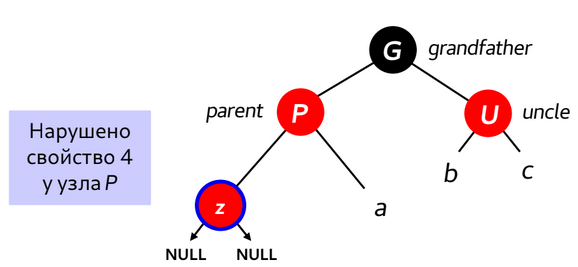 G grandfather
parent P U uncle
Нарушено
свойство 4
у узла P
b c
z a
NULL NULL